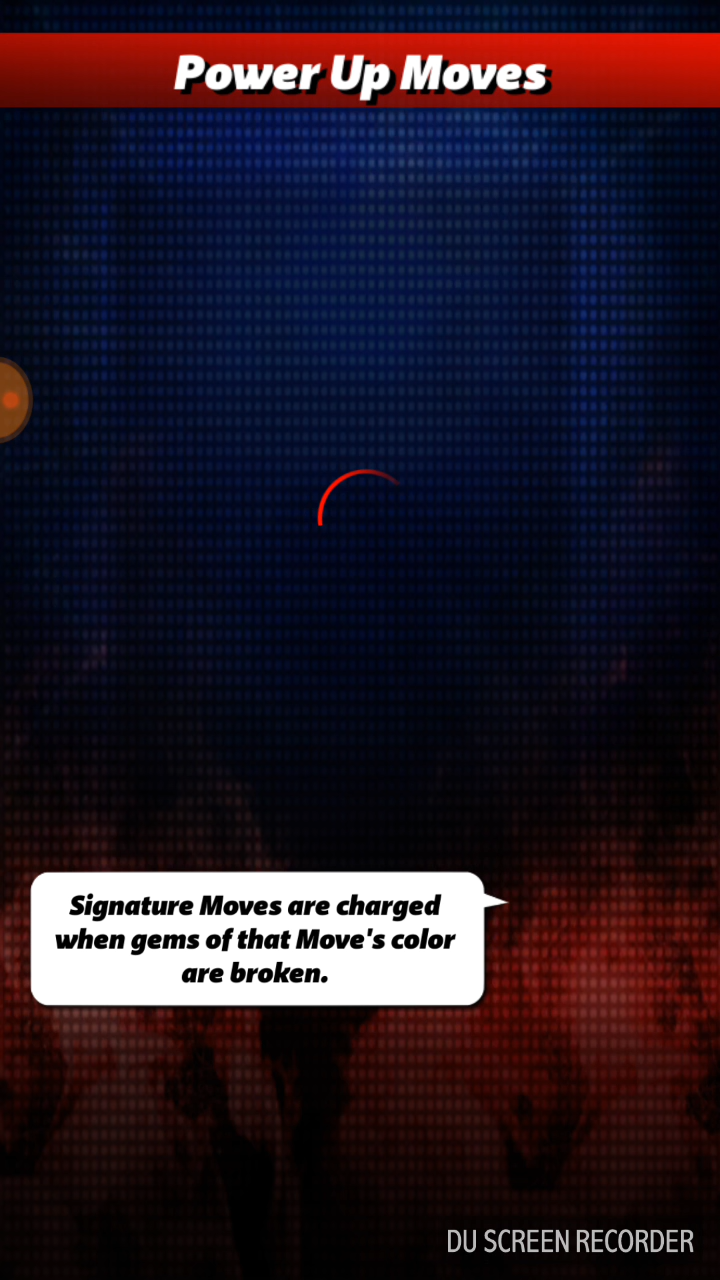 Power Up Moves
Signature Moves are charged
when gems of that Move's color
are broken.
DU SCREEN RECORDER